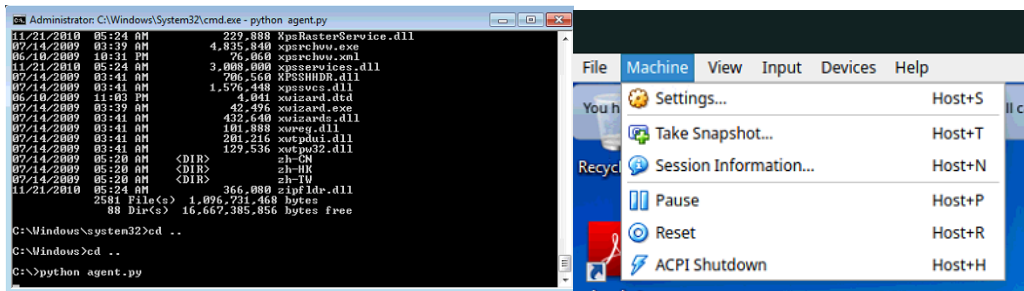 Administrator: C:\Windows\System32\cmd.exe - python agent.py
11/21/2010 05:24 AM 229,888 XpsRasterService.dll
07/14/2009 03:39 AM 4,835,840 xpsrchvw.exe
06/10/2009 10:31 PM 76,060 xpsrchvw.xml
11/21/2010 05:24 AM 3,008,000 xpsservices.dll
07/14/2009 03:41 AM 706,560 XPSSHHDR.dll
07/14/2009 03:41 AM 1,576,448 xpssvcs.dll
06/10/2009 11:03 PM 4,041 xwizard.dtd
07/14/2009 03:39 AM 42,496 xwizard.exe
07/14/2009 03:41 AM 432,640 xwizards.dll
07/14/2009 03:41 AM 101,888 xwreg.dll
07/14/2009 03:41 AM 201,216 xwtpdui.dll
07/14/2009 03:41 AM 129,536 xwtpw32.dll
07/14/2009 05:20 AM <DIR> zh-CN
07/14/2009 05:20 AM <DIR> zh-HK
07/14/2009 05:20 AM <DIR> zh-TW
11/21/2010 05:24 AM 366,080 zipfldr.dll
2581 File(s) 1,096,731,468 bytes
88 Dir(s) 16,667,385,856 bytes free
C:\Windows\system32>cd ..
C:\Windows>cd ..
C:\>python agent.py
File Machine View Input Devices Help
You h
ll c
Recycl
Settings... Host+S
Take Snapshot... Host+T
Session Information... Host+N
Pause Host+P
Reset Host+R
ACPI Shutdown Host+H